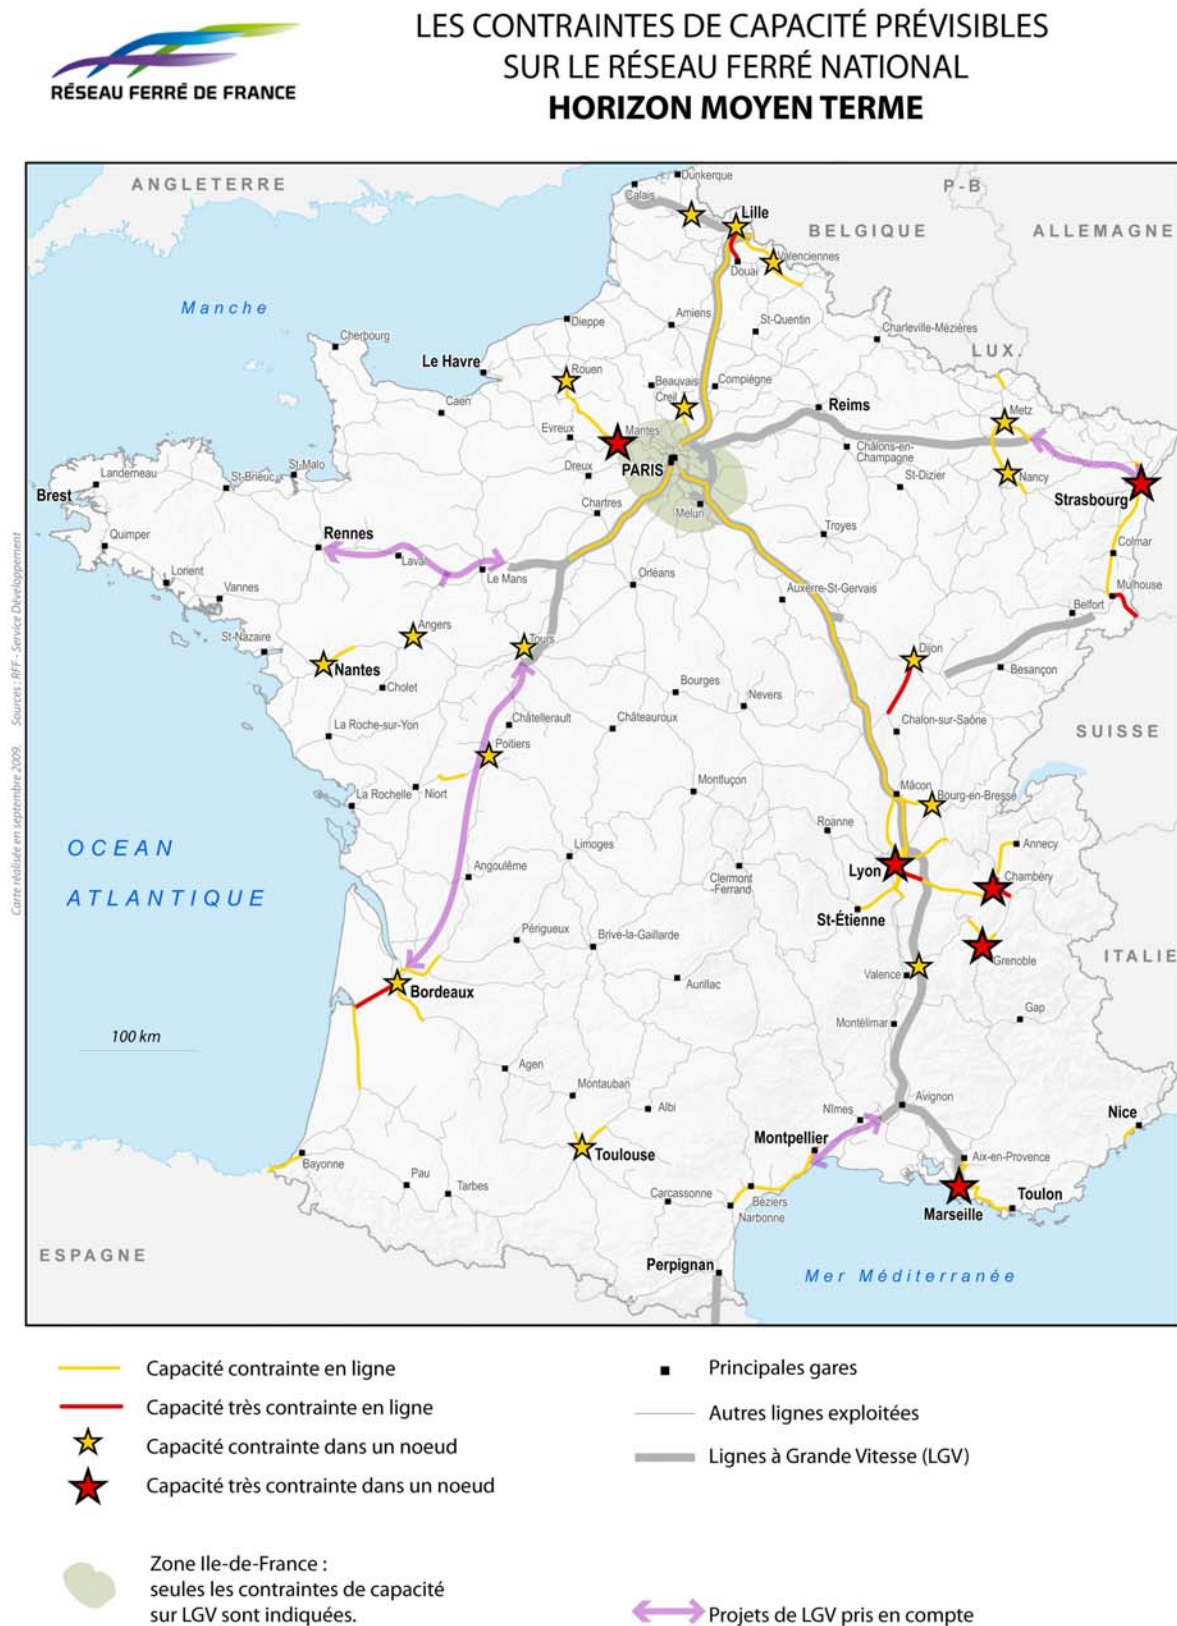 RÉSEAU FERRÉ DE FRANCE
LES CONTRAINTES DE CAPACITÉ PRÉVISIBLES
SUR LE RÉSEAU FERRÉ NATIONAL
HORIZON MOYEN TERME
ANGLETERRE
P-B
BELGIQUE
ALLEMAGNE
LUX.
SUISSE
ITALIE
ESPAGNE
Manche
OCEAN
ATLANTIQUE
Mer Méditerranée
100 km
Dunkerque
Calais
Lille
Valenciennes
Douai
Amiens
St-Quentin
Charleville-Mézières
Dieppe
Cherbourg
Le Havre
Rouen
Beauvais
Compiègne
Creil
Reims
Metz
Caen
Evreux
Mantes
Châlons-en-
Champagne
PARIS
Dreux
St-Dizier
Nancy
Strasbourg
Landerneau
St-Brieuc
St-Malo
Brest
Chartres
Melun
Troyes
Quimper
Rennes
Laval
Le Mans
Colmar
Lorient
Vannes
Orléans
Auxerre-St-Gervais
Mulhouse
Belfort
St-Nazaire
Angers
Tours
Dijon
Besançon
Nantes
Cholet
Bourges
Nevers
La Roche-sur-Yon
Châtellerault
Châteauroux
Chalon-sur-Saône
Poitiers
La Rochelle
Niort
Montluçon
Mâcon
Bourg-en-Bresse
Roanne
Annecy
Limoges
Angoulême
Clermont
-Ferrand
Lyon
Chambéry
St-Étienne
Périgueux
Brive-la-Gaillarde
Grenoble
Aurillac
Valence
Bordeaux
Montélimar
Gap
Agen
Montauban
Albi
Nîmes
Avignon
Nice
Montpellier
Toulouse
Bayonne
Pau
Tarbes
Carcassonne
Béziers
Narbonne
Aix-en-Provence
Toulon
Marseille
Perpignan
Carte réalisée en septembre 2009. Sources : RFF - Service Développement
Capacité contrainte en ligne
Capacité très contrainte en ligne
Capacité contrainte dans un noeud
Capacité très contrainte dans un noeud
Zone Ile-de-France :
seules les contraintes de capacité
sur LGV sont indiquées.
Principales gares
Autres lignes exploitées
Lignes à Grande Vitesse (LGV)
Projets de LGV pris en compte